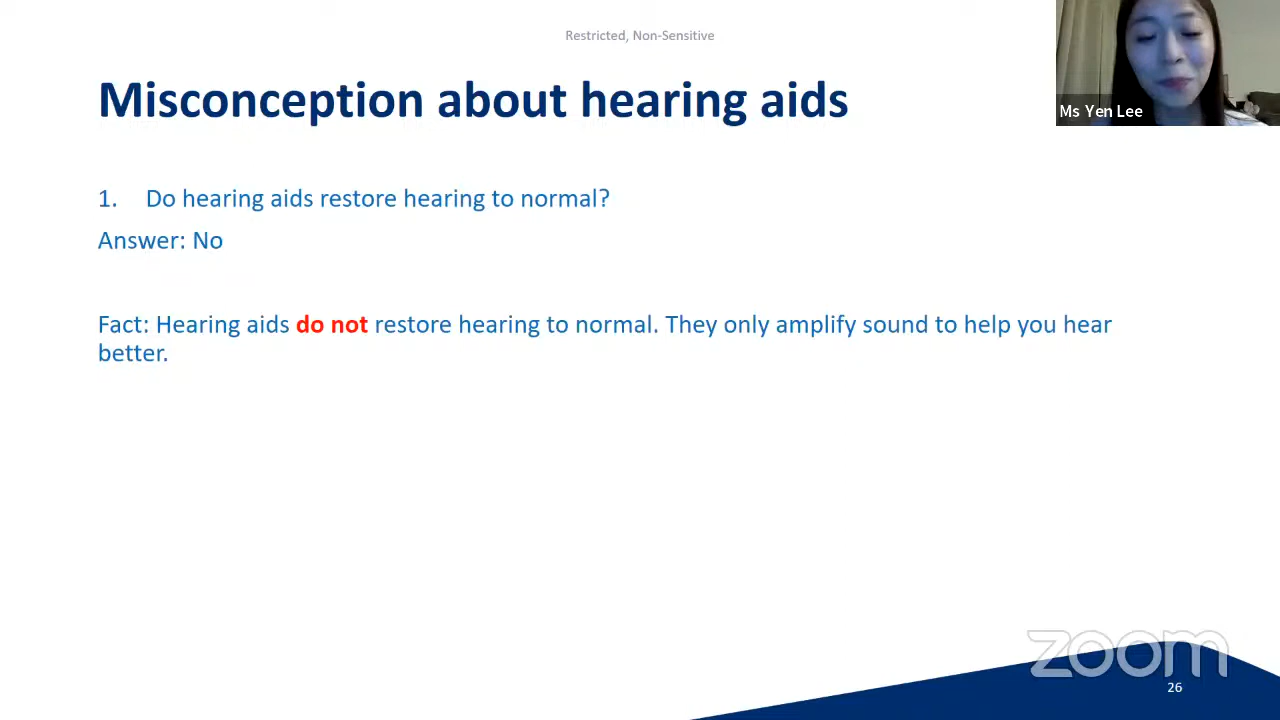 Restricted, Non-Sensitive
Misconception about hearing aids
Ms Yen Lee
1. Do hearing aids restore hearing to normal?
Answer: No
Fact: Hearing aids do not restore hearing to normal. They only amplify sound to help you hear
better.
zoom
26